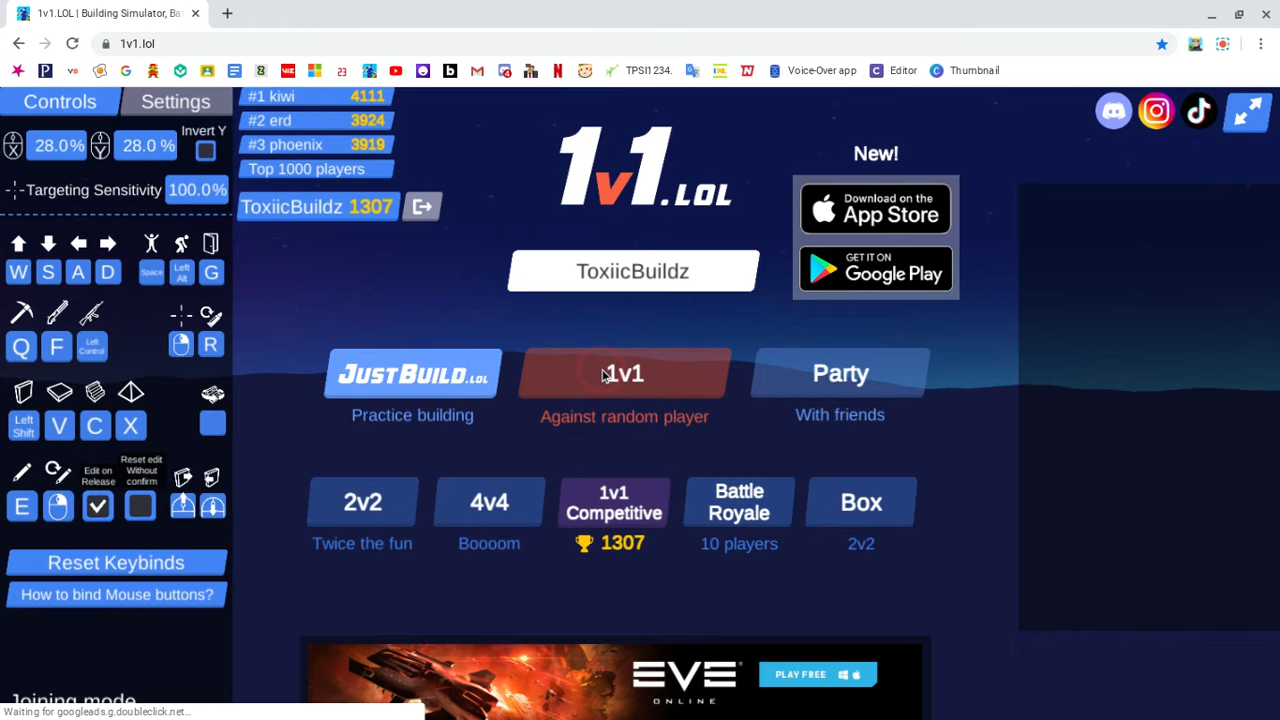 1v1.LOL | Building Simulator, Ba
1v1.lol
23
TPSI1234.
Voice-Over app
Editor
Thumbnail
Controls
Settings
28.0%
28.0 %
Invert Y
Targeting Sensitivity
100.0%
W
S
A
D
Space
Left Alt
G
Q
F
Left Control
R
Left Shift
V
C
X
Edit on Release
Reset edit Without confirm
E
Reset Keybinds
How to bind Mouse buttons?
Joining mode
Waiting for googleads.g.doubleclick.net...
#1 kiwi 4111
#2 erd 3924
#3 phoenix 3919
Top 1000 players
ToxiicBuildz 1307
1v1.LOL
ToxiicBuildz
New!
Download on the
App Store
GET IT ON
Google Play
JUSTBUILD.LOL
Practice building
1v1
Against random player
Party
With friends
2v2
Twice the fun
4v4
Boooom
1v1
Competitive
1307
Battle
Royale
10 players
Box
2v2
EVE
ONLINE
PLAY FREE